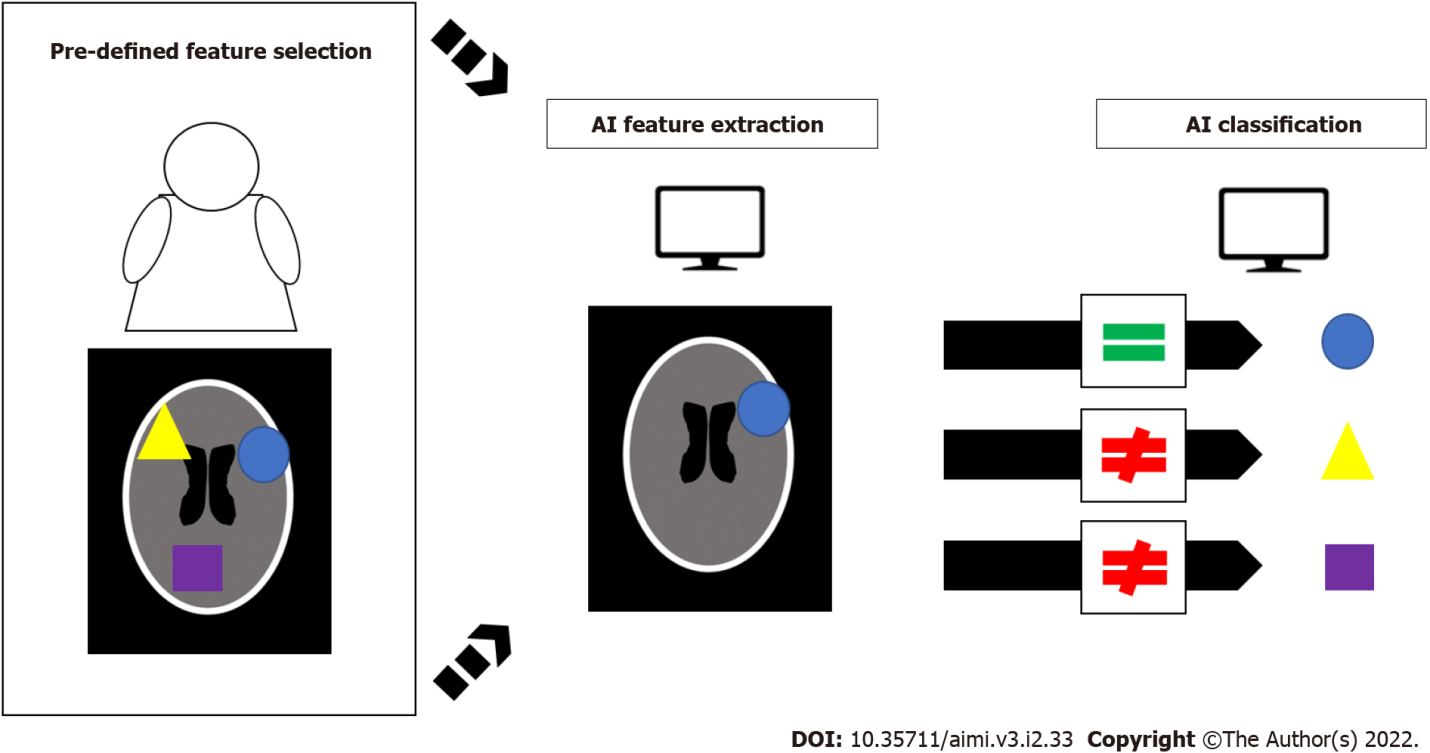 Pre-defined feature selection
AI feature extraction
AI classification
DOI: 10.35711/aimi.v3.i2.33 Copyright ©The Author(s) 2022.